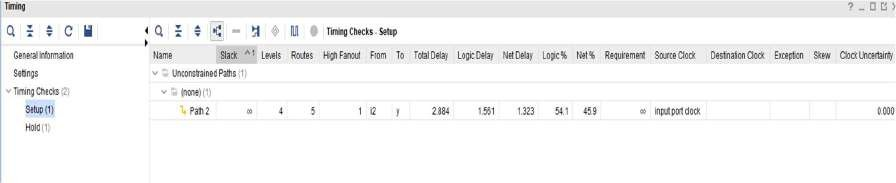 Timing
General Information
Settings
Timing Checks (2)
Setup (1)
Hold (1)
Timing Checks - Setup
Name Slack ^1 Levels Routes High Fanout From To Total Delay Logic Delay Net Delay Logic % Net % Requirement Source Clock Destination Clock Exception Skew Clock Uncertainty
Unconstrained Paths (1)
(none) (1)
Path 2 ∞ 4 5 1 i2 y 2.884 1.561 1.323 54.1 45.9 ∞ input port clock 0.000